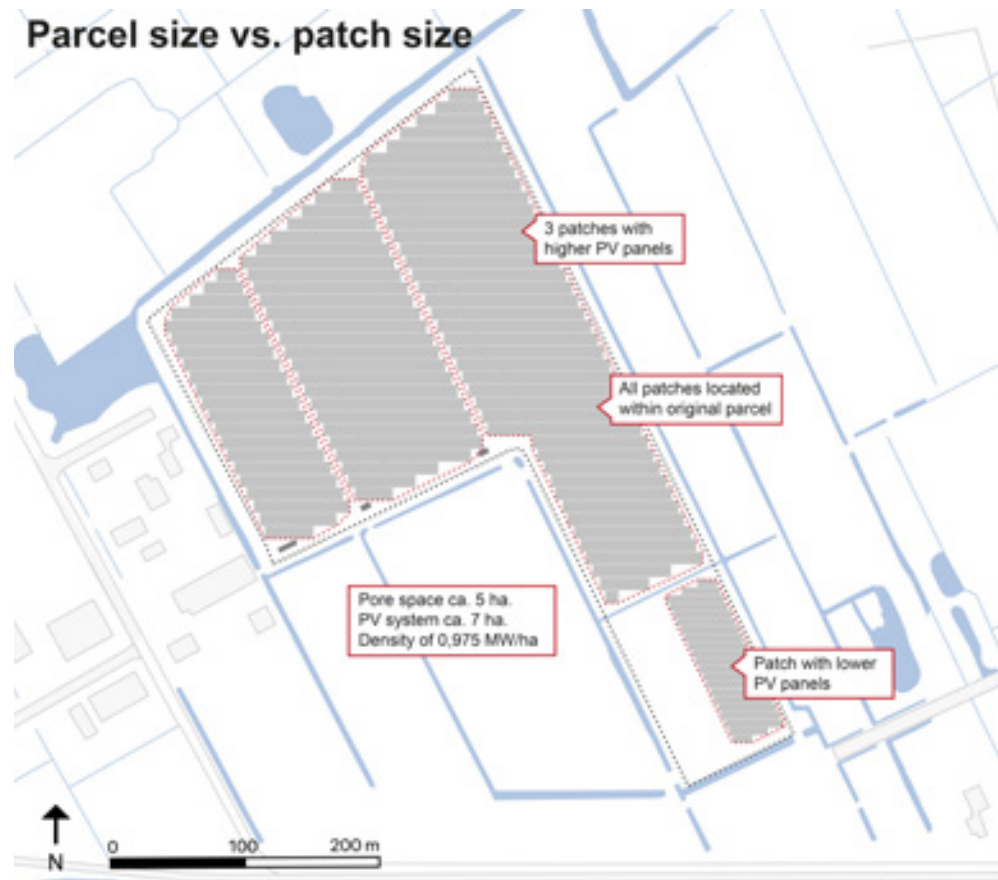 Parcel size vs. patch size
3 patches with
higher PV panels
All patches located
within original parcel
Pore space ca. 5 ha.
PV system ca. 7 ha.
Density of 0,975 MW/ha
Patch with lower
PV panels
N
0 100 200 m